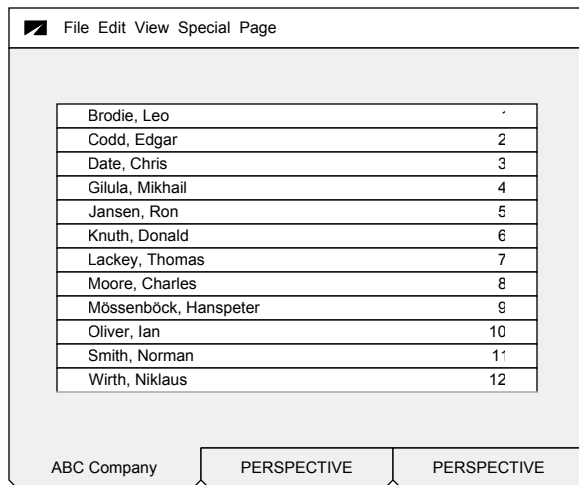 File Edit View Special Page
Brodie, Leo 1
Codd, Edgar 2
Date, Chris 3
Gilula, Mikhail 4
Jansen, Ron 5
Knuth, Donald 6
Lackey, Thomas 7
Moore, Charles 8
Mössenböck, Hanspeter 9
Oliver, Ian 10
Smith, Norman 11
Wirth, Niklaus 12
ABC Company PERSPECTIVE PERSPECTIVE